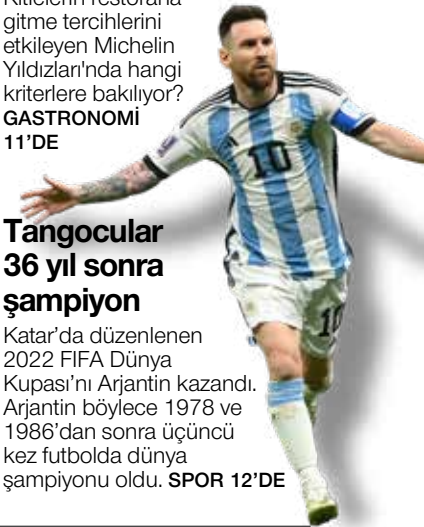 gitme tercihlerini
etkileyen Michelin
Yıldızları'nda hangi
kriterlere bakılıyor?
GASTRONOMİ
11'DE
10
Tangocular
36 yıl sonra
şampiyon
10
Katar’da düzenlenen
2022 FIFA Dünya
Kupası’nı Arjantin kazandı.
Arjantin böylece 1978 ve
1986’dan sonra üçüncü
kez futbolda dünya
şampiyonu oldu. SPOR 12’DE